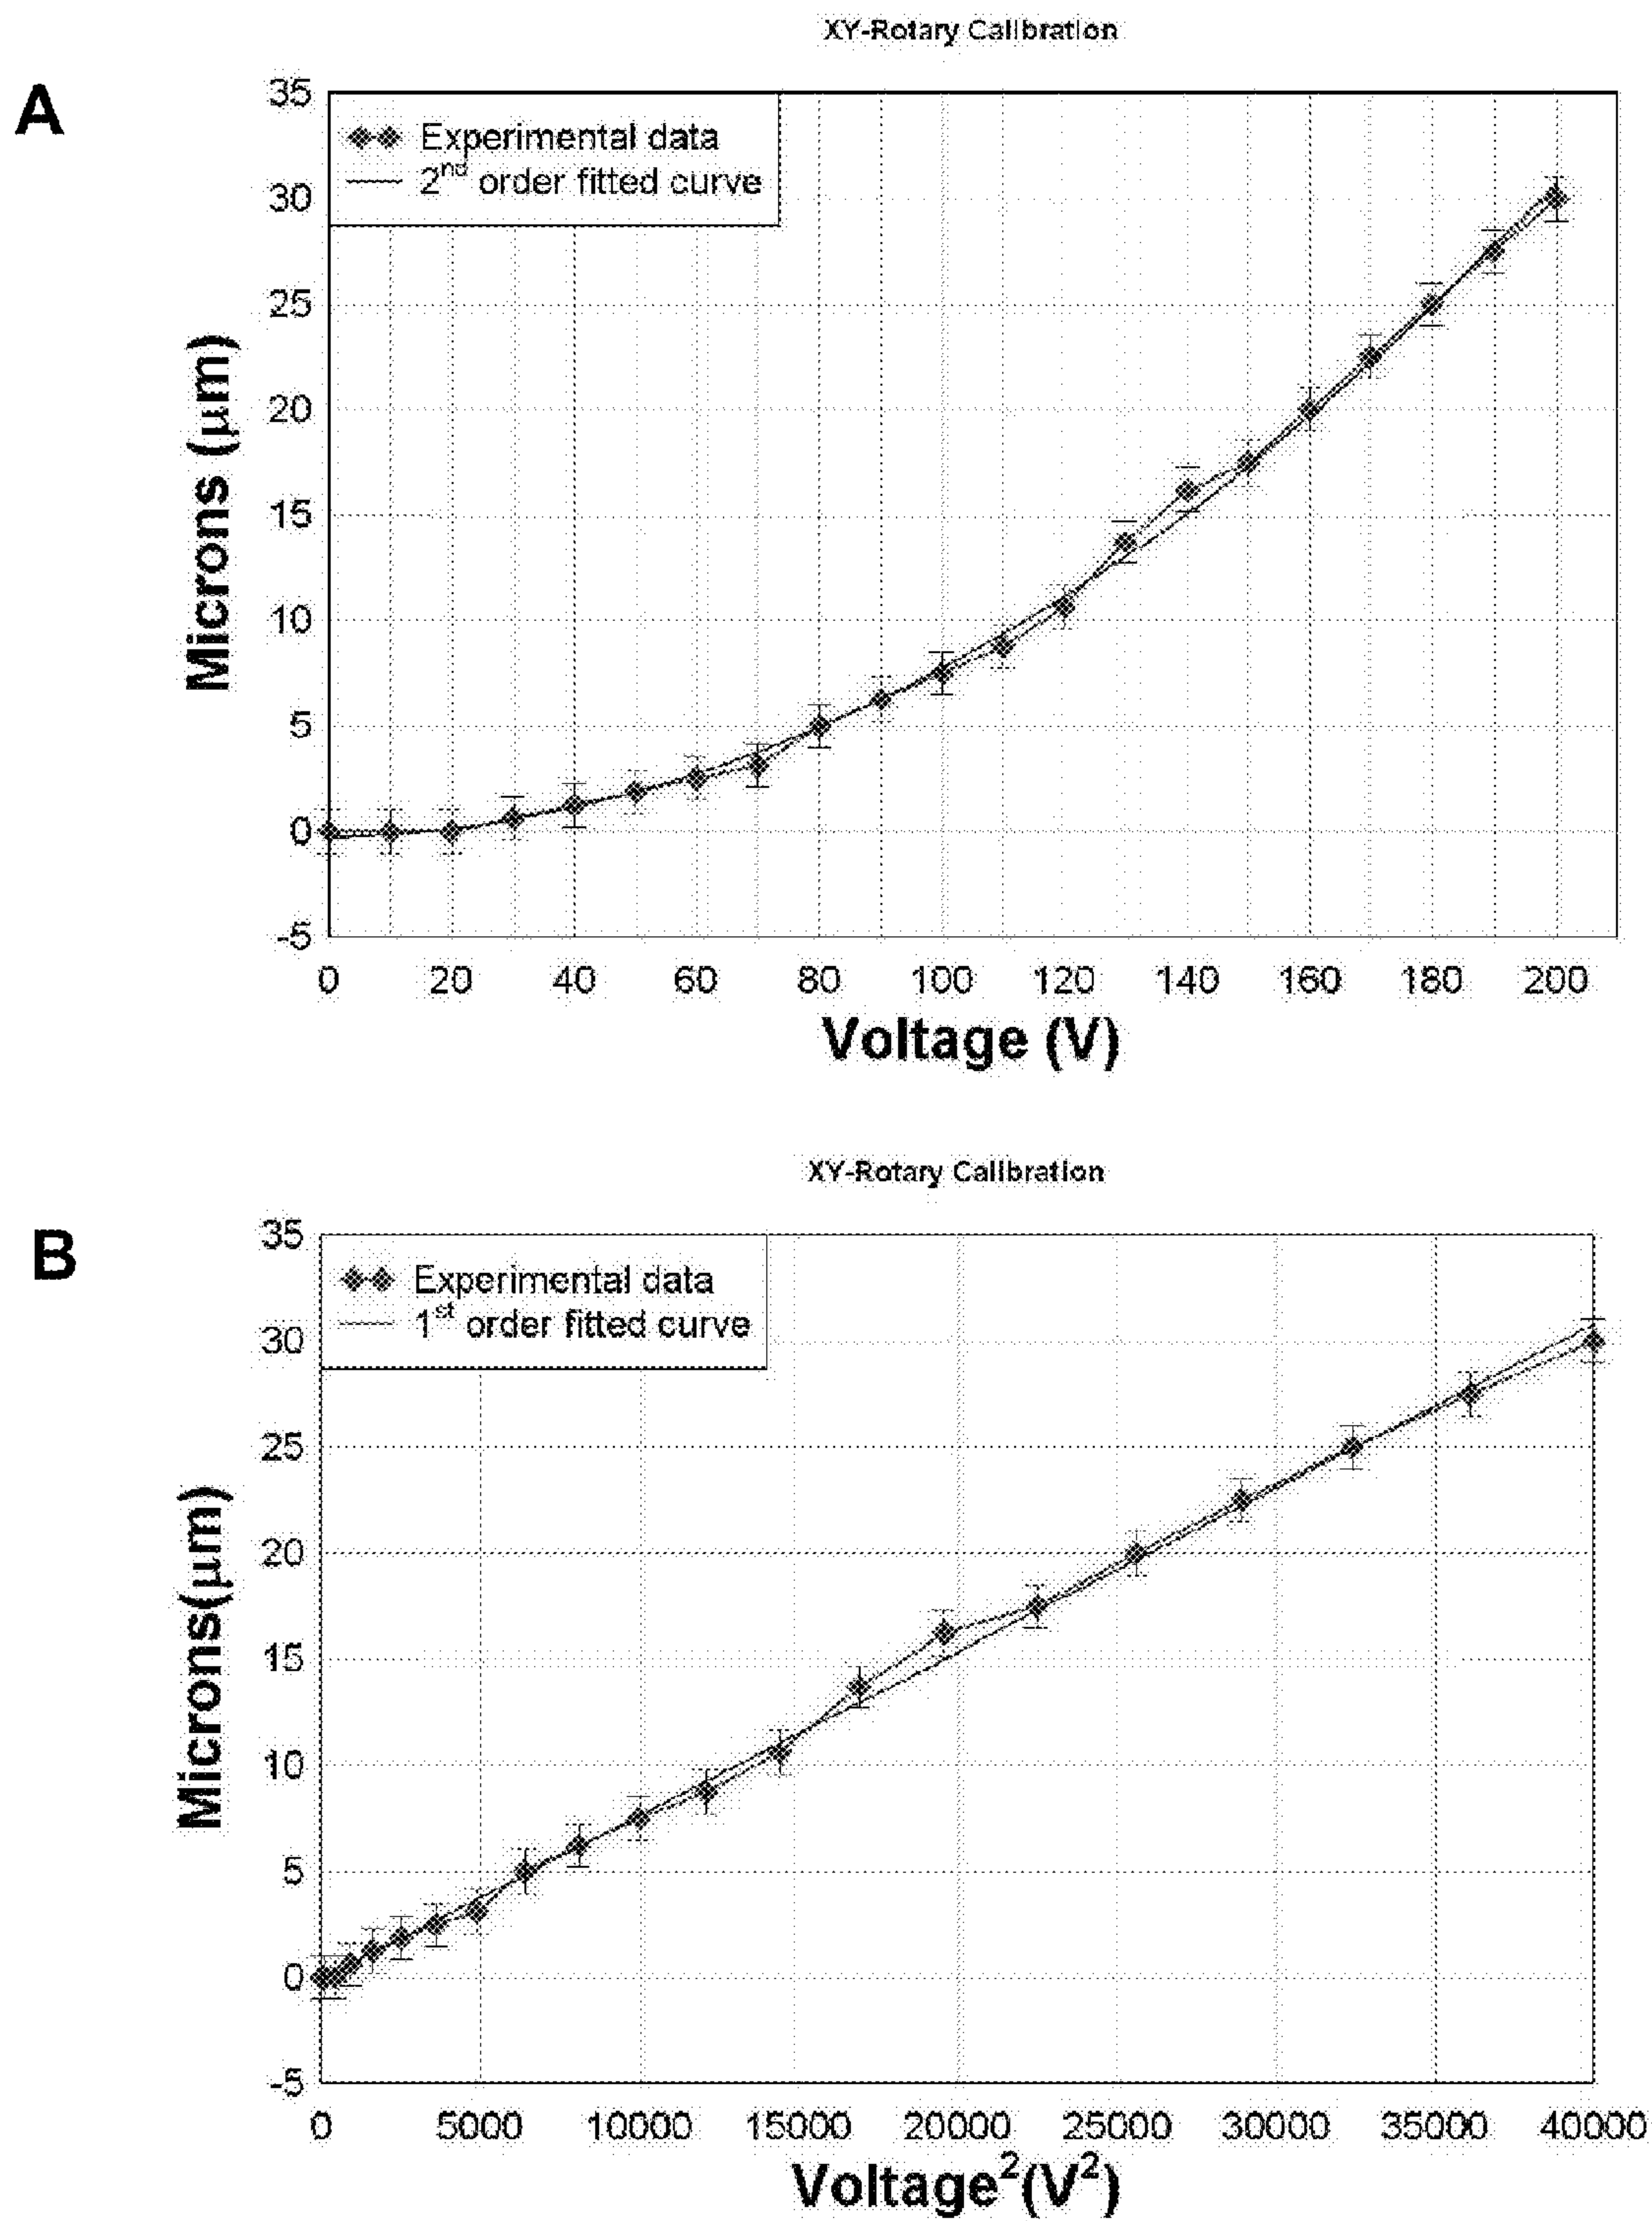 XY-Rotary Calibration
A
35
Experimental data
2nd order fitted curve
30
25
20
15
10
5
0
-5
Microns (μm)
0 20 40 60 80 100 120 140 160 180 200
Voltage (V)
XY-Rotary Calibration
B
35
Experimental data
1st order fitted curve
30
25
20
15
10
5
0
-5
Microns(μm)
0 5000 10000 15000 20000 25000 30000 35000 40000
Voltage²(V²)